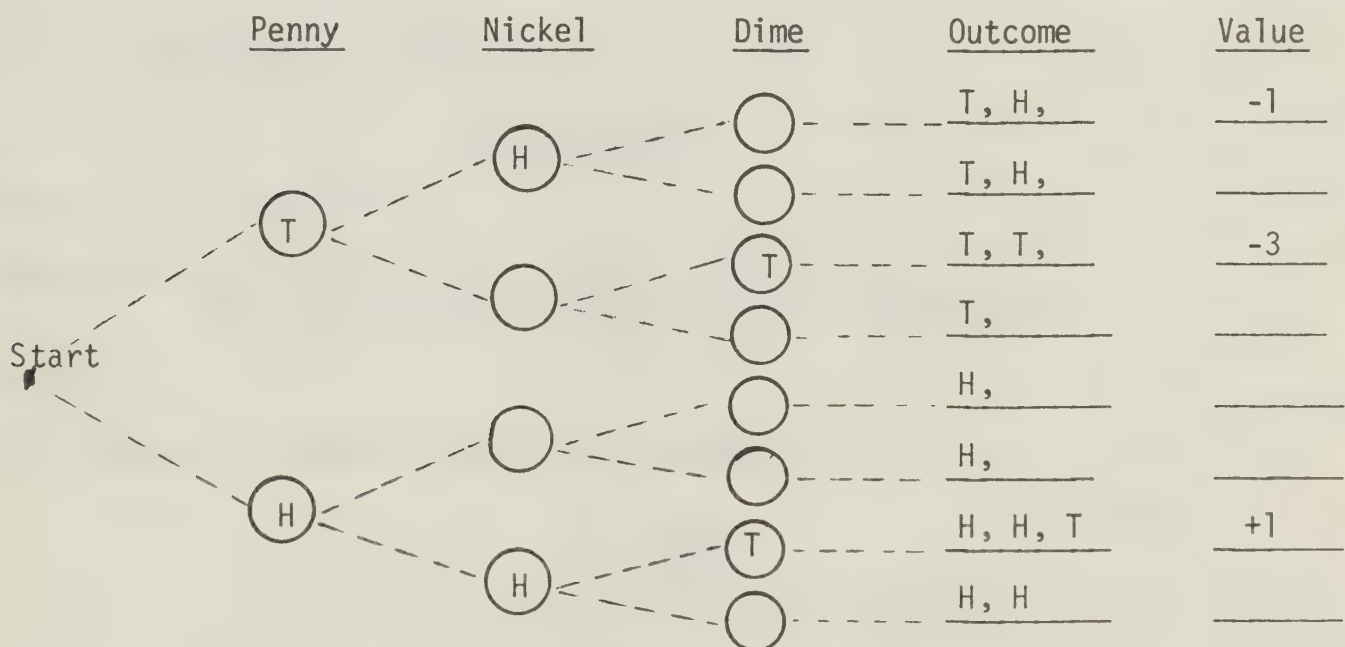 Penny Nickel Dime Outcome Value
T, H, -1
H
T, H,
T
T, T, -3
T
T,
Start
H,
H,
H
H, H, T +1
T
H
H, H